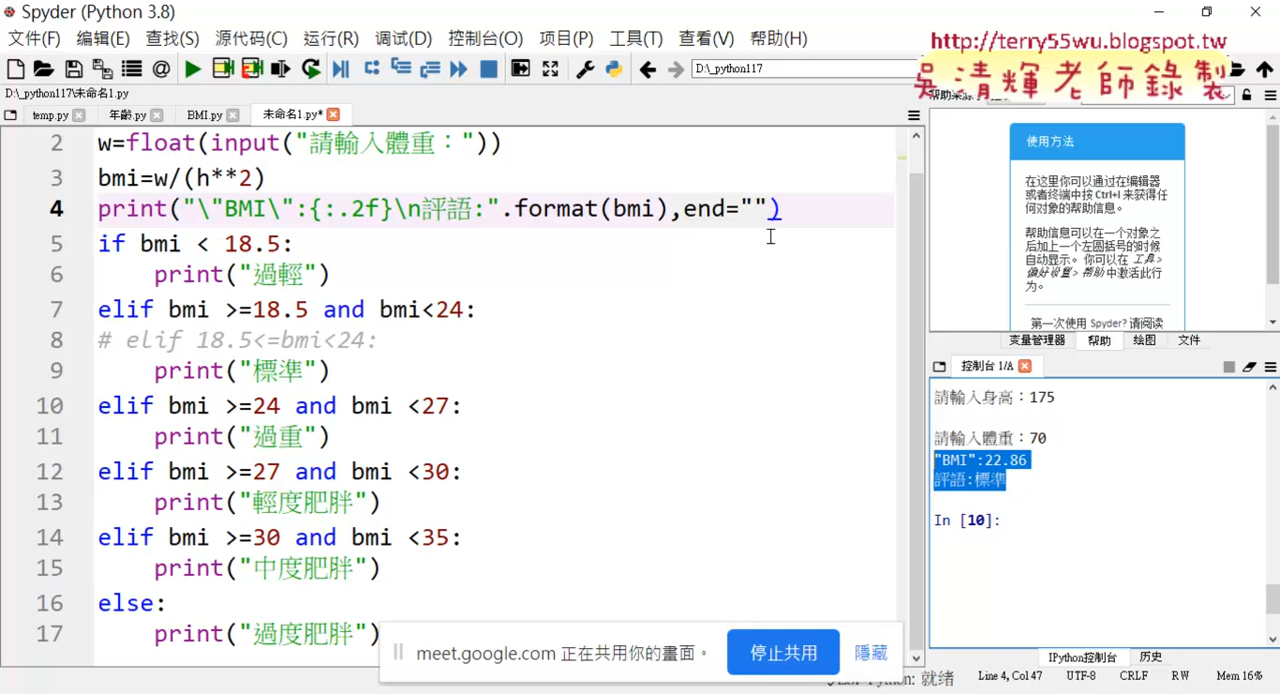 Spyder (Python 3.8)
文件(F) 编辑(E) 查找(S) 源代码(C) 运行(R) 调试(D) 控制台(O) 项目(P) 工具(T) 查看(V) 帮助(H)
http://terry55wu.blogspot.tw
吳清輝老師錄製
D:\_python117
D:\_python117\未命名1.py
temp.py 年齡.py BMI.py 未命名1.py*
2 w=float(input("請輸入體重："))
3 bmi=w/(h**2)
4 print("\"BMI\":{:.2f}\n評語:".format(bmi),end="")
5 if bmi < 18.5:
6 print("過輕")
7 elif bmi >=18.5 and bmi<24:
8 # elif 18.5<=bmi<24:
9 print("標準")
10 elif bmi >=24 and bmi <27:
11 print("過重")
12 elif bmi >=27 and bmi <30:
13 print("輕度肥胖")
14 elif bmi >=30 and bmi <35:
15 print("中度肥胖")
16 else:
17 print("過度肥胖")
使用方法
在这里你可以通过在编辑器
或者终端中按 Ctrl+I 来获得任
何对象的帮助信息。
帮助信息可以在一个对象之
后加上一个左圆括号的时候
自动显示。 你可以在 工具 >
偏好设置 > 帮助 中激活此行
为。
第一次使用 Spyder? 请阅读
变量管理器 帮助 绘图 文件
控制台 1/A
請輸入身高：175
請輸入體重：70
"BMI":22.86
評語:標準
In [10]:
IPython控制台 历史
meet.google.com 正在共用你的畫面。 停止共用 隱藏
Python: 就绪 Line 4, Col 47 UTF-8 CRLF RW Mem 16%